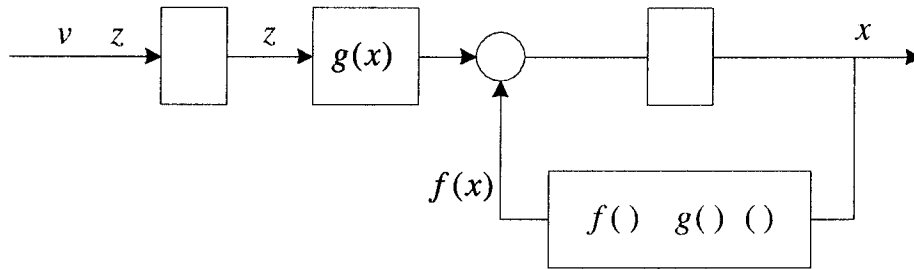 v z
z
g(x)
x
f(x)
f( ) g( ) ( )